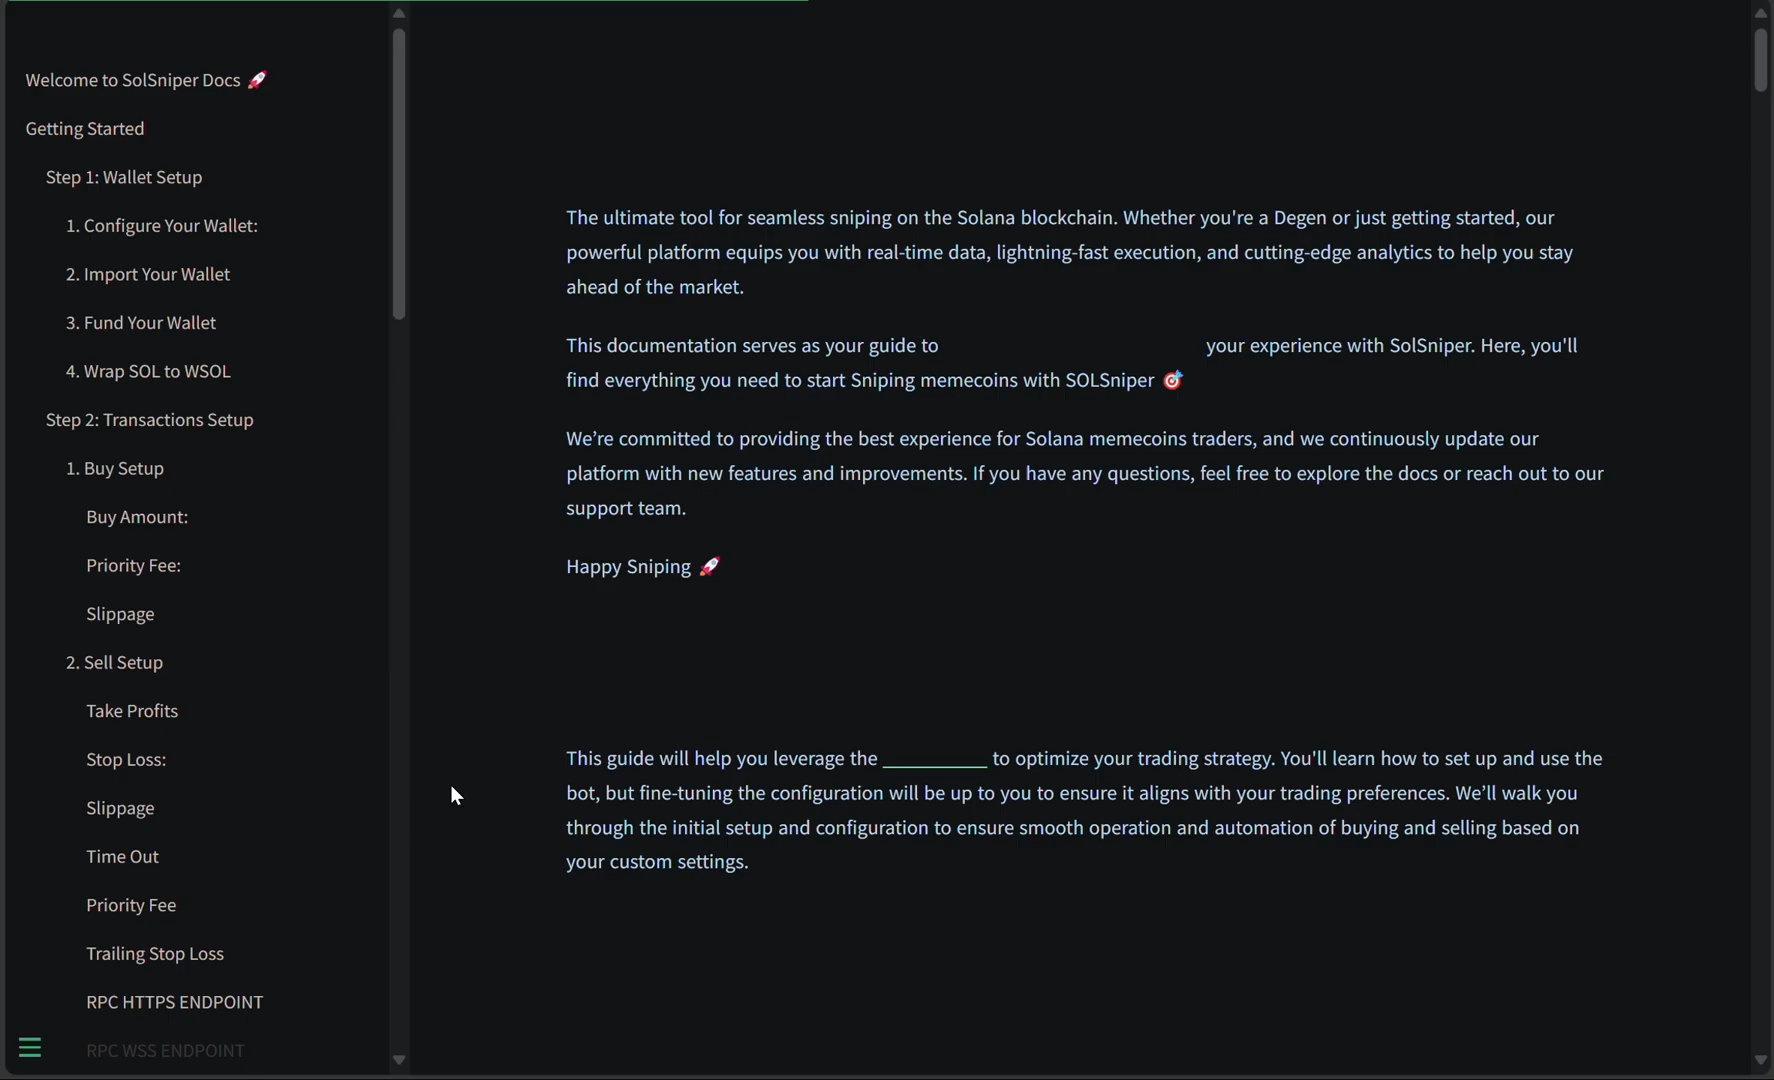 Welcome to SolSniper Docs 🚀
Getting Started
Step 1: Wallet Setup
1. Configure Your Wallet:
2. Import Your Wallet
3. Fund Your Wallet
4. Wrap SOL to WSOL
Step 2: Transactions Setup
1. Buy Setup
Buy Amount:
Priority Fee:
Slippage
2. Sell Setup
Take Profits
Stop Loss:
Slippage
Time Out
Priority Fee
Trailing Stop Loss
RPC HTTPS ENDPOINT
RPC WSS ENDPOINT
The ultimate tool for seamless sniping on the Solana blockchain. Whether you're a Degen or just getting started, our
powerful platform equips you with real-time data, lightning-fast execution, and cutting-edge analytics to help you stay
ahead of the market.
This documentation serves as your guide to your experience with SolSniper. Here, you'll
find everything you need to start Sniping memecoins with SOLSniper 🎯
We’re committed to providing the best experience for Solana memecoins traders, and we continuously update our
platform with new features and improvements. If you have any questions, feel free to explore the docs or reach out to our
support team.
Happy Sniping 🚀
This guide will help you leverage the to optimize your trading strategy. You'll learn how to set up and use the
bot, but fine-tuning the configuration will be up to you to ensure it aligns with your trading preferences. We’ll walk you
through the initial setup and configuration to ensure smooth operation and automation of buying and selling based on
your custom settings.